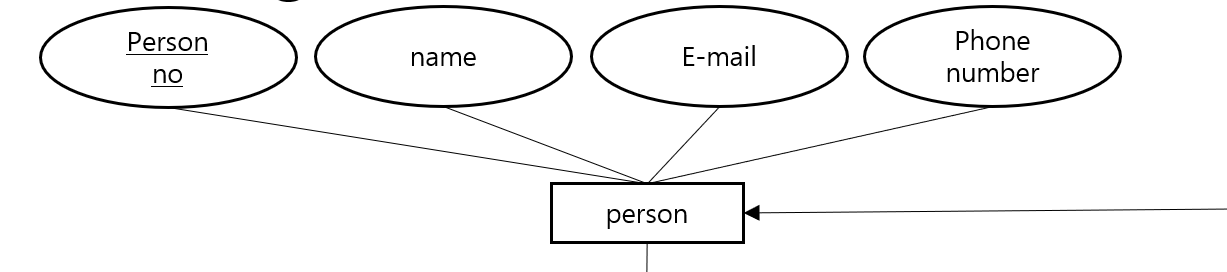 Person
no
name
E-mail
Phone
number
person